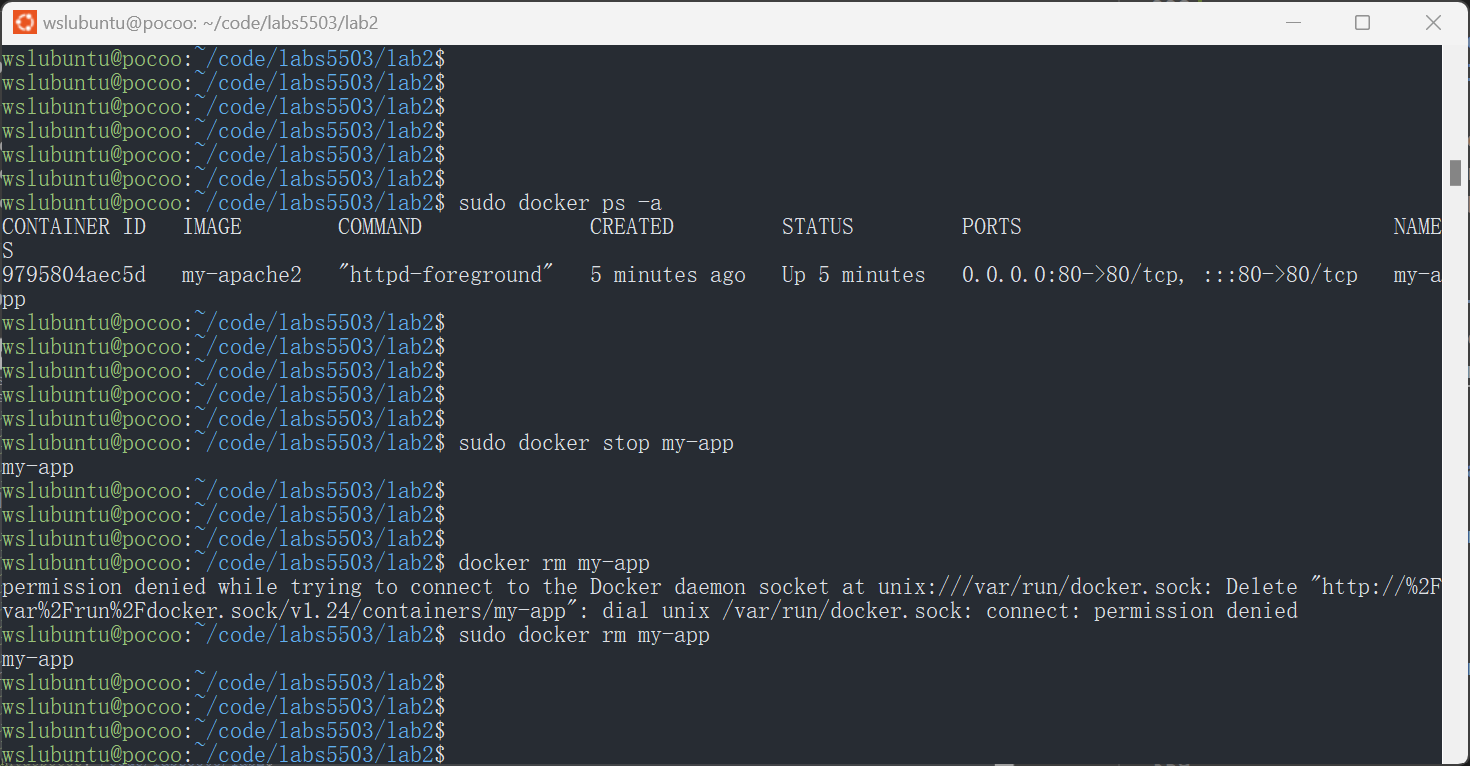 wslubuntu@pocoo: ~/code/labs5503/lab2
wslubuntu@pocoo:~/code/labs5503/lab2$
wslubuntu@pocoo:~/code/labs5503/lab2$
wslubuntu@pocoo:~/code/labs5503/lab2$
wslubuntu@pocoo:~/code/labs5503/lab2$
wslubuntu@pocoo:~/code/labs5503/lab2$
wslubuntu@pocoo:~/code/labs5503/lab2$
wslubuntu@pocoo:~/code/labs5503/lab2$ sudo docker ps -a
CONTAINER ID   IMAGE        COMMAND              CREATED         STATUS         PORTS                               NAME
S
9795804aec5d   my-apache2   "httpd-foreground"   5 minutes ago   Up 5 minutes   0.0.0.0:80->80/tcp, :::80->80/tcp   my-a
pp
wslubuntu@pocoo:~/code/labs5503/lab2$
wslubuntu@pocoo:~/code/labs5503/lab2$
wslubuntu@pocoo:~/code/labs5503/lab2$
wslubuntu@pocoo:~/code/labs5503/lab2$
wslubuntu@pocoo:~/code/labs5503/lab2$
wslubuntu@pocoo:~/code/labs5503/lab2$ sudo docker stop my-app
my-app
wslubuntu@pocoo:~/code/labs5503/lab2$
wslubuntu@pocoo:~/code/labs5503/lab2$
wslubuntu@pocoo:~/code/labs5503/lab2$
wslubuntu@pocoo:~/code/labs5503/lab2$ docker rm my-app
permission denied while trying to connect to the Docker daemon socket at unix:///var/run/docker.sock: Delete "http://%2F
var%2Frun%2Fdocker.sock/v1.24/containers/my-app": dial unix /var/run/docker.sock: connect: permission denied
wslubuntu@pocoo:~/code/labs5503/lab2$ sudo docker rm my-app
my-app
wslubuntu@pocoo:~/code/labs5503/lab2$
wslubuntu@pocoo:~/code/labs5503/lab2$
wslubuntu@pocoo:~/code/labs5503/lab2$
wslubuntu@pocoo:~/code/labs5503/lab2$